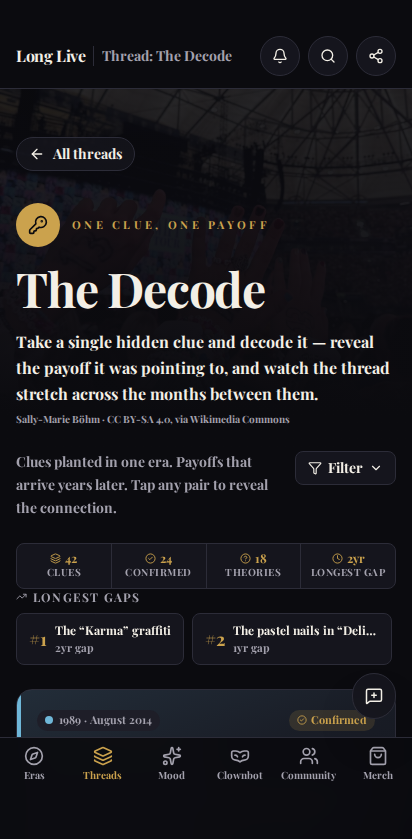 Long Live
Thread: The Decode
All threads
ONE CLUE, ONE PAYOFF
The Decode
Take a single hidden clue and decode it — reveal
the payoff it was pointing to, and watch the thread
stretch across the months between them.
Sally-Marie Böhm · CC BY-SA 4.0, via Wikimedia Commons
Clues planted in one era. Payoffs that
arrive years later. Tap any pair to reveal
the connection.
Filter
42
CLUES
24
CONFIRMED
18
THEORIES
2yr
LONGEST GAP
LONGEST GAPS
#1
The “Karma” graffiti
2yr gap
#2
The pastel nails in “Deli...
1yr gap
1989 · August 2014
Confirmed
Eras
Threads
Mood
Clownbot
Community
Merch